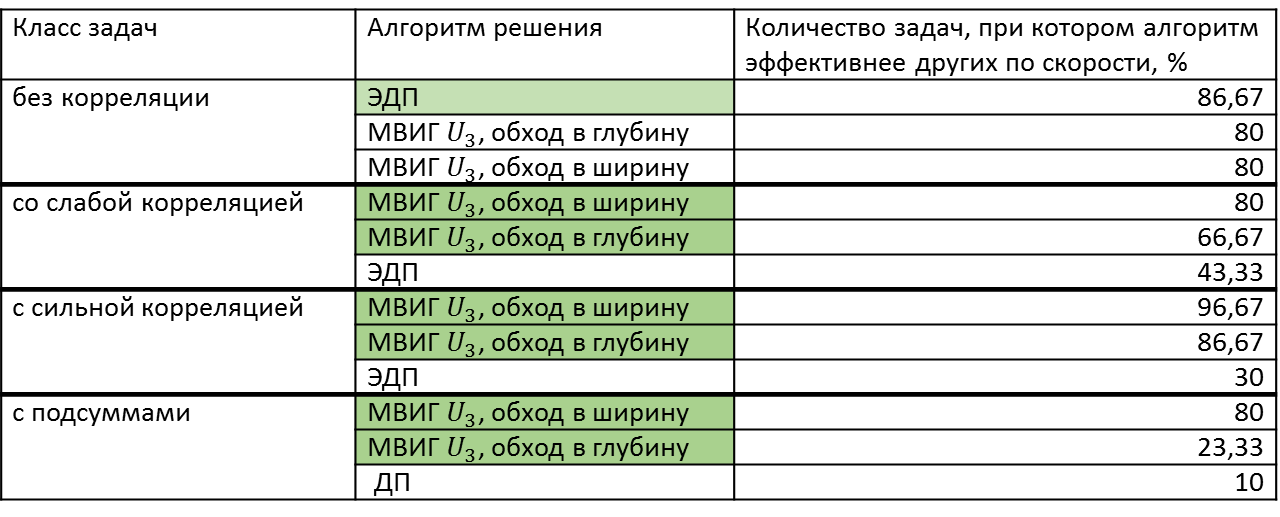 Класс задач
Алгоритм решения
Количество задач, при котором алгоритм
эффективнее других по скорости, %
без корреляции
ЭДП
86,67
МВИГ U₃, обход в глубину
80
МВИГ U₃, обход в ширину
80
со слабой корреляцией
МВИГ U₃, обход в ширину
80
МВИГ U₃, обход в глубину
66,67
ЭДП
43,33
с сильной корреляцией
МВИГ U₃, обход в ширину
96,67
МВИГ U₃, обход в глубину
86,67
ЭДП
30
с подсуммами
МВИГ U₃, обход в ширину
80
МВИГ U₃, обход в глубину
23,33
ДП
10